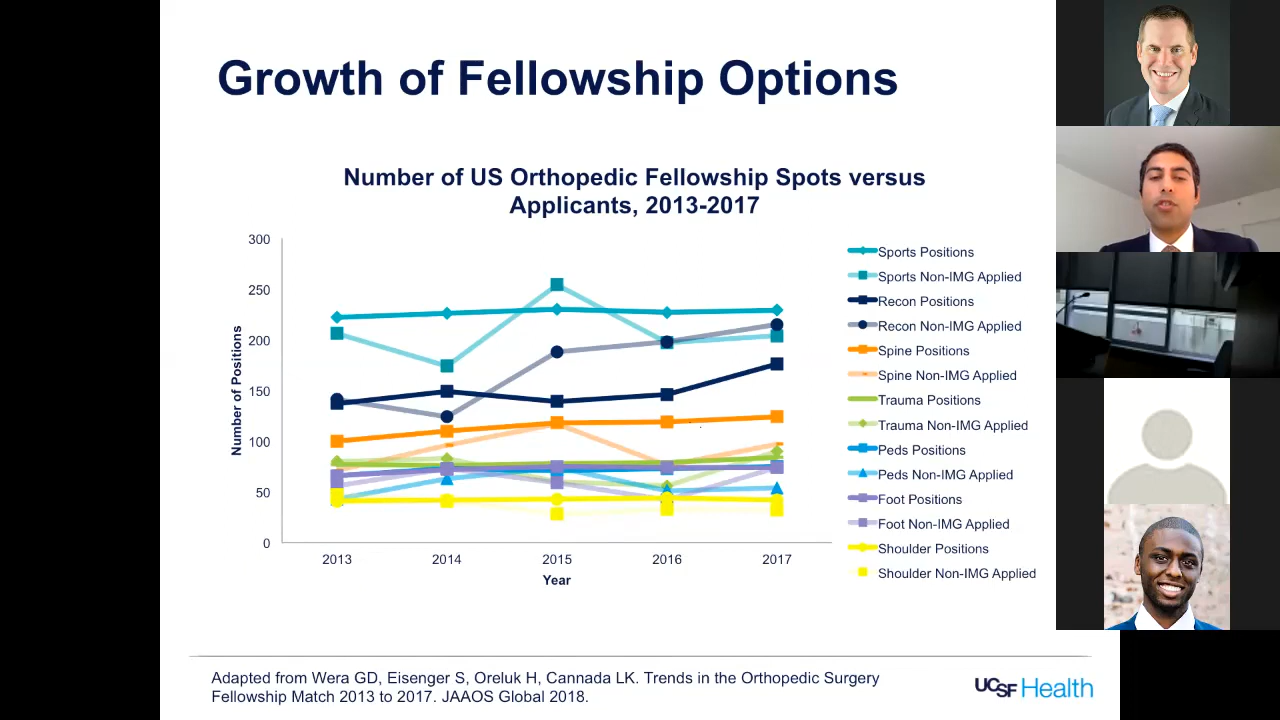 Growth of Fellowship Options
Number of US Orthopedic Fellowship Spots versus
Applicants, 2013-2017
300
250
200
150
100
50
0
Number of Positions
2013 2014 2015 2016 2017
Year
Sports Positions
Sports Non-IMG Applied
Recon Positions
Recon Non-IMG Applied
Spine Positions
Spine Non-IMG Applied
Trauma Positions
Trauma Non-IMG Applied
Peds Positions
Peds Non-IMG Applied
Foot Positions
Foot Non-IMG Applied
Shoulder Positions
Shoulder Non-IMG Applied
Adapted from Wera GD, Eisenger S, Oreluk H, Cannada LK. Trends in the Orthopedic Surgery
Fellowship Match 2013 to 2017. JAAOS Global 2018.
UCSF Health